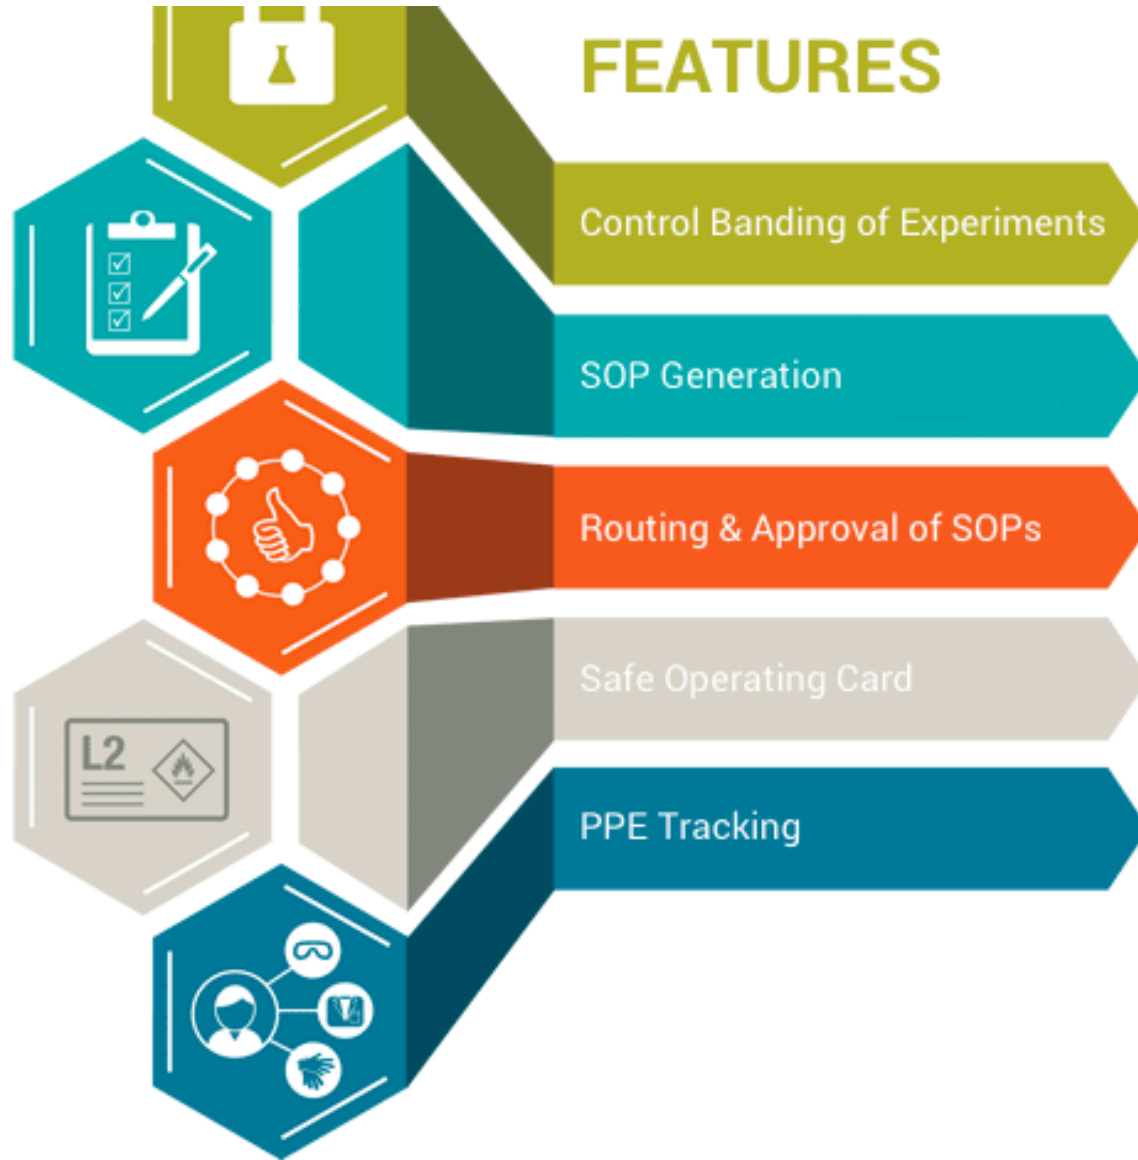 FEATURES
Control Banding of Experiments
SOP Generation
Routing & Approval of SOPs
Safe Operating Card
L2
PPE Tracking